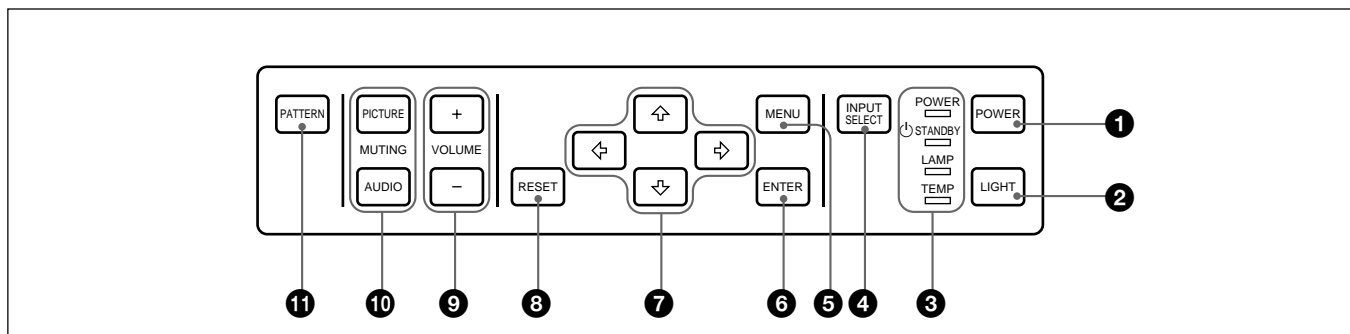 PATTERN
PICTURE
MUTING
AUDIO
+
VOLUME
−
RESET
MENU
ENTER
INPUT
SELECT
POWER
STANDBY
LAMP
TEMP
POWER
LIGHT
1
2
11
10
9
8
7
6
5
4
3